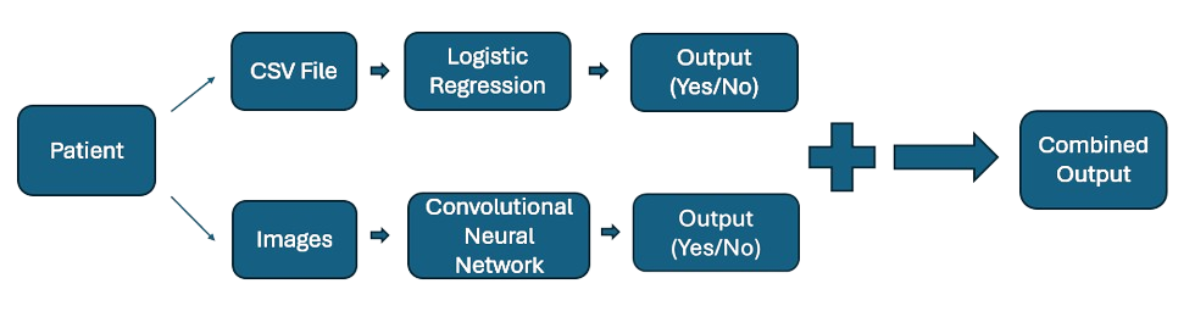 Patient
CSV File
Logistic
Regression
Output
(Yes/No)
Images
Convolutional
Neural
Network
Output
(Yes/No)
Combined
Output